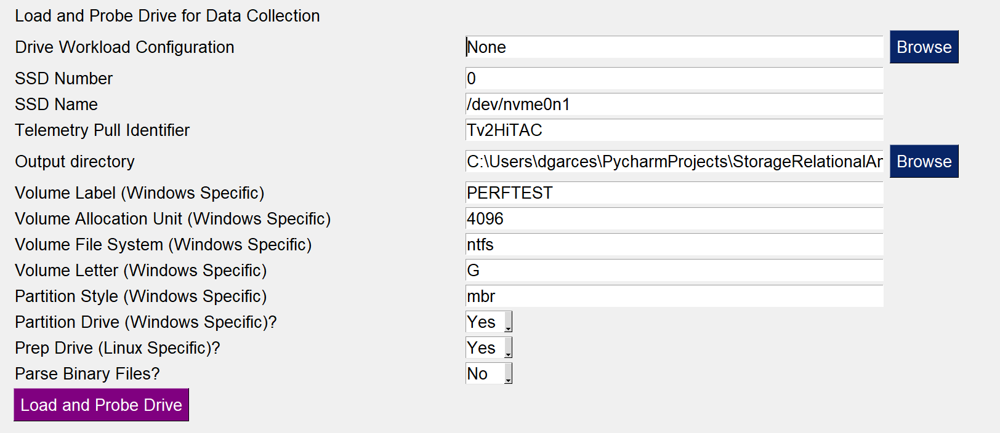 Load and Probe Drive for Data Collection
Drive Workload Configuration None Browse
SSD Number 0
SSD Name /dev/nvme0n1
Telemetry Pull Identifier Tv2HiTAC
Output directory C:\Users\dgarces\PycharmProjects\StorageRelationalAr Browse
Volume Label (Windows Specific) PERFTEST
Volume Allocation Unit (Windows Specific) 4096
Volume File System (Windows Specific) ntfs
Volume Letter (Windows Specific) G
Partition Style (Windows Specific) mbr
Partition Drive (Windows Specific)? Yes
Prep Drive (Linux Specific)? Yes
Parse Binary Files? No
Load and Probe Drive